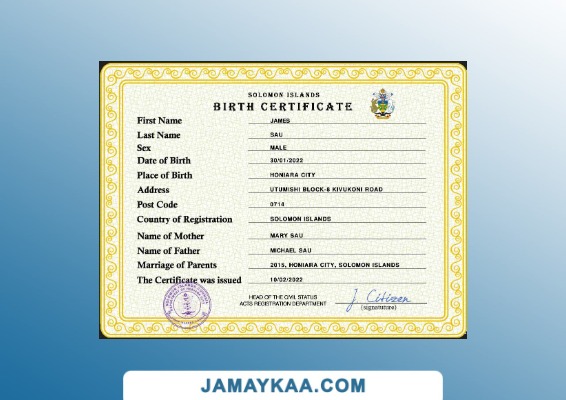 SOLOMON ISLANDS
BIRTH CERTIFICATE
First Name JAMES
Last Name SAU
Sex MALE
Date of Birth 30/01/2022
Place of Birth HONIARA CITY
Address UTUMISHI BLOCK-6 KIVUKONI ROAD
Post Code 0714
Country of Registration SOLOMON ISLANDS
Name of Mother MARY SAU
Name of Father MICHAEL SAU
Marriage of Parents 2015, HONIARA CITY, SOLOMON ISLANDS
The Certificate was issued 10/02/2022
HEAD OF THE CIVIL STATUS
ACTS REGISTRATION DEPARTMENT
J. Citizen
(signatuture)
JAMAYKAA.COM